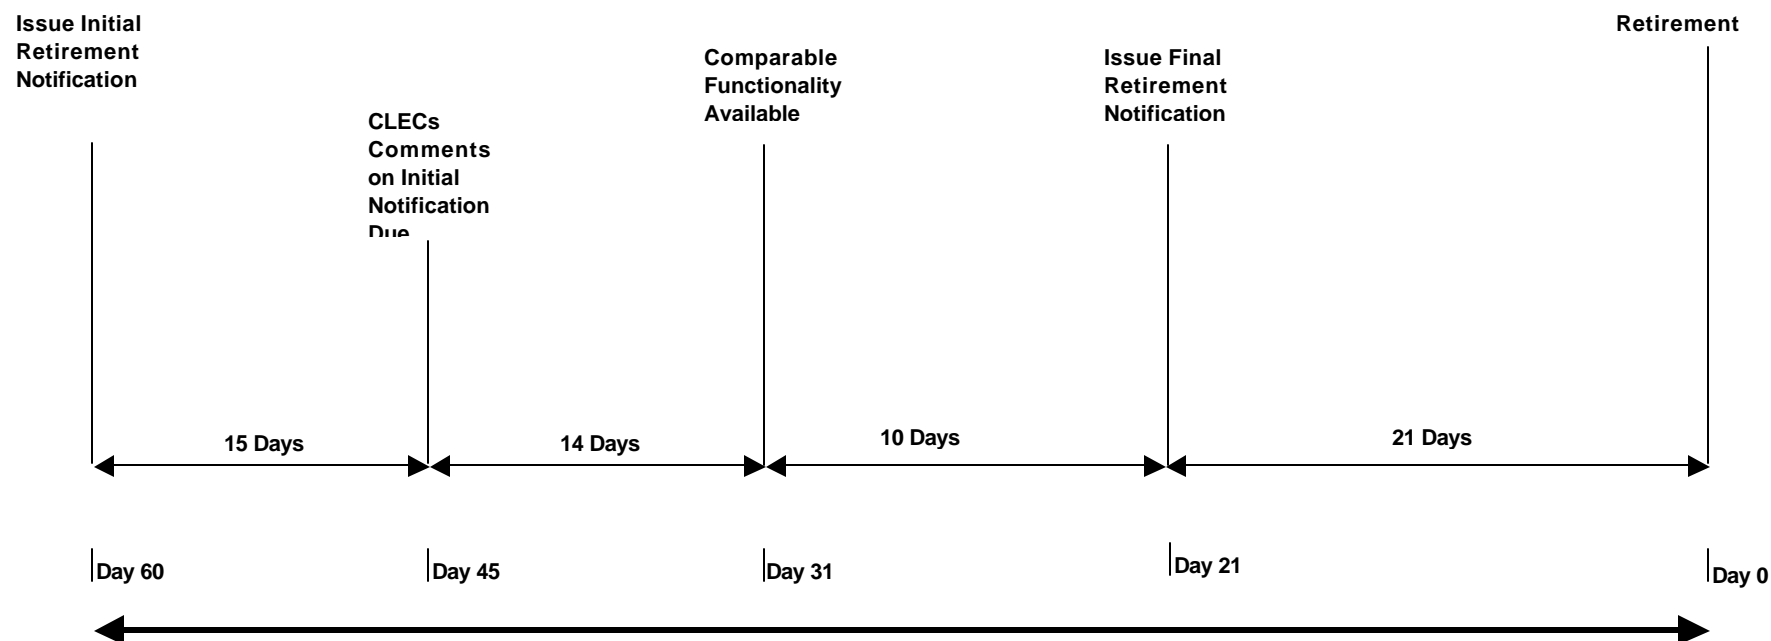 Issue Initial
Retirement
Notification
CLECs
Comments
on Initial
Notification
Due
Comparable
Functionality
Available
Issue Final
Retirement
Notification
Retirement
15 Days
14 Days
10 Days
21 Days
Day 60
Day 45
Day 31
Day 21
Day 0